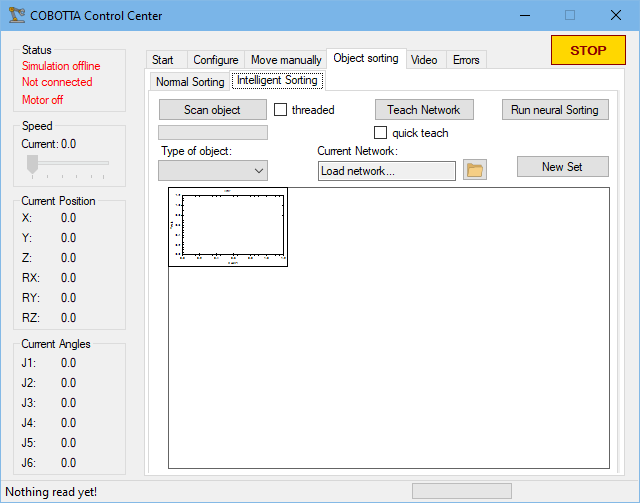 COBOTTA Control Center
STOP
Status
Simulation offline
Not connected
Motor off
Speed
Current: 0.0
Current Position
X: 0.0
Y: 0.0
Z: 0.0
RX: 0.0
RY: 0.0
RZ: 0.0
Current Angles
J1: 0.0
J2: 0.0
J3: 0.0
J4: 0.0
J5: 0.0
J6: 0.0
Start Configure Move manually Object sorting Video Errors
Normal Sorting Intelligent Sorting
Scan object threaded Teach Network Run neural Sorting
quick teach
Type of object: Current Network:
Load network... New Set
Nothing read yet!